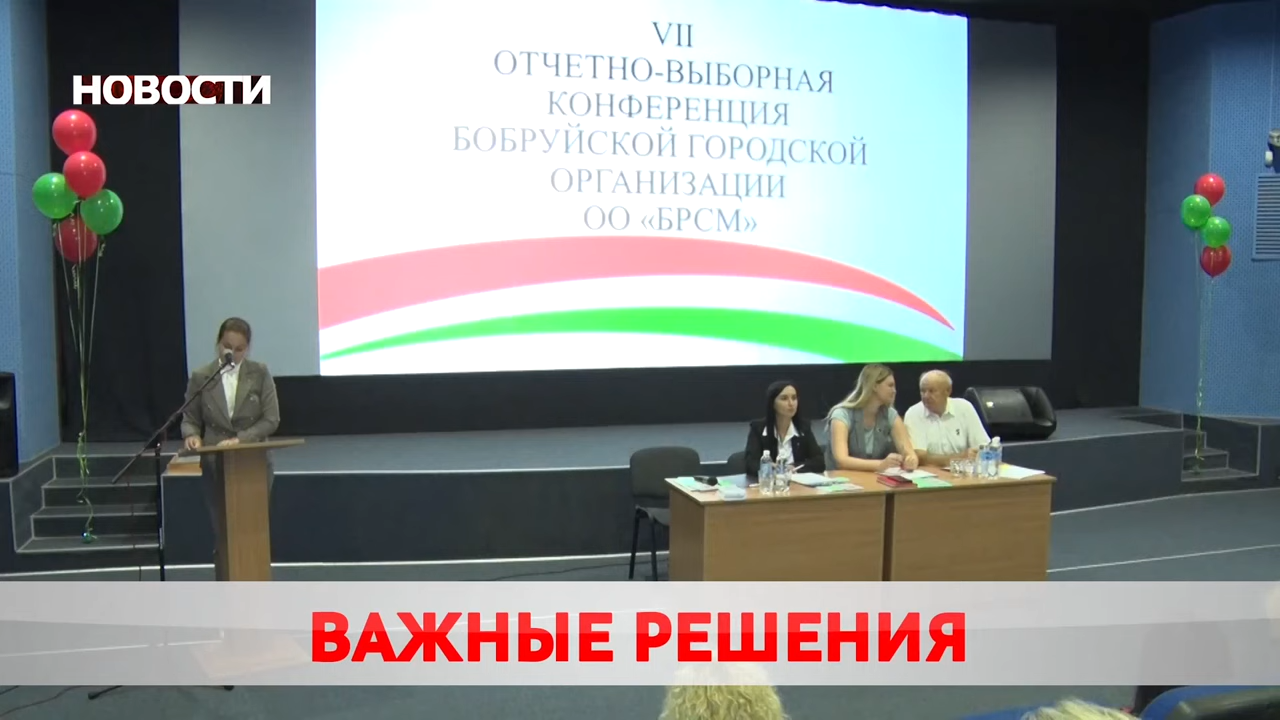 НОВОСТИ
VII
ОТЧЕТНО-ВЫБОРНАЯ
КОНФЕРЕНЦИЯ
БОБРУЙСКОЙ ГОРОДСКОЙ
ОРГАНИЗАЦИИ
ОО «БРСМ»
ВАЖНЫЕ РЕШЕНИЯ